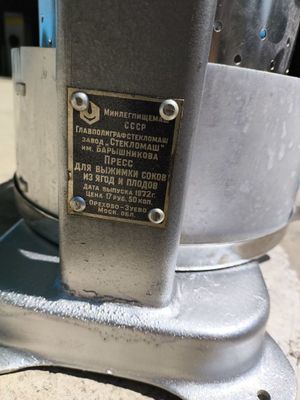 Минлегпищемаш
СССР
Главполиграфстекломаш
завод „Стекломаш"
им. Барышникова
Пресс
для выжимки соков
из ягод и плодов
Дата выпуска 1972г.
Цена 17 руб. 50 коп.
г. Орехово-Зуево
Моск. обл.